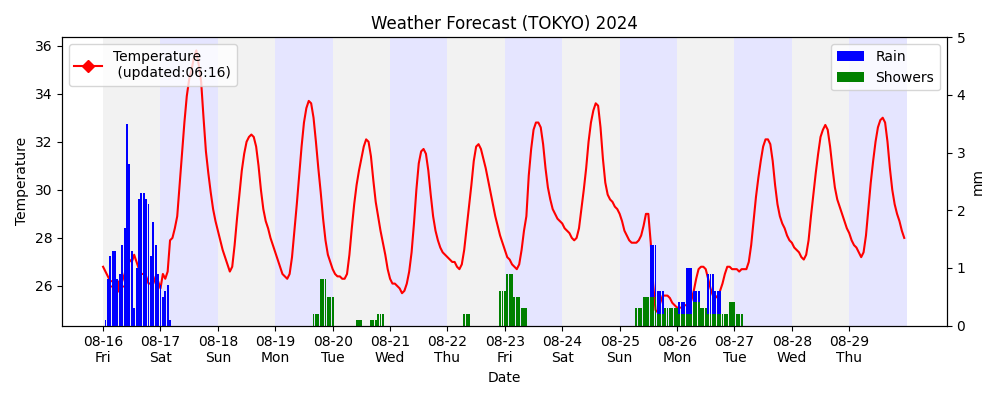 Weather Forecast (TOKYO) 2024
Temperature
(updated:06:16)
Rain
Showers
Temperature
36
34
32
30
28
26
5
4
3
2
1
0
mm
08-16 08-17 08-18 08-19 08-20 08-21 08-22 08-23 08-24 08-25 08-26 08-27 08-28 08-29
Fri Sat Sun Mon Tue Wed Thu Fri Sat Sun Mon Tue Wed Thu
Date